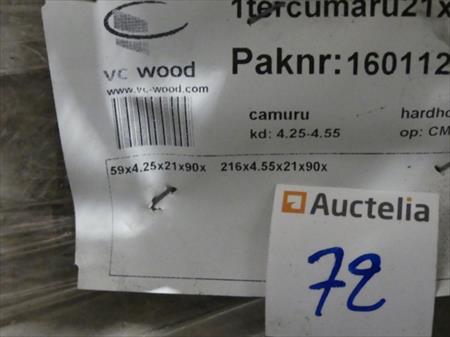 1tercumaru21x
Paknr:160112
vc wood
www.vc-wood.com
camuru hardho
kd: 4.25-4.55 op: CM
59x4.25x21x90x 216x4.55x21x90x
Auctelia
72